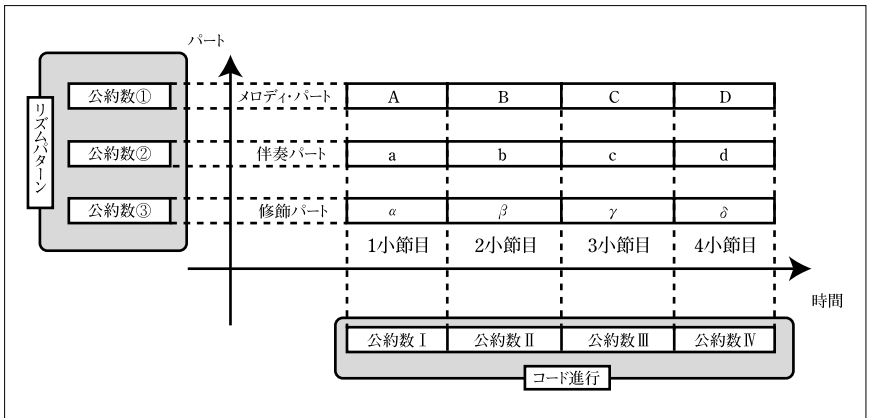 パート
公約数①
メロディ・パート
A
B
C
D
リズムパターン
公約数②
伴奏パート
a
b
c
d
公約数③
修飾パート
α
β
γ
δ
1小節目
2小節目
3小節目
4小節目
時間
公約数Ⅰ
公約数Ⅱ
公約数Ⅲ
公約数Ⅳ
コード進行